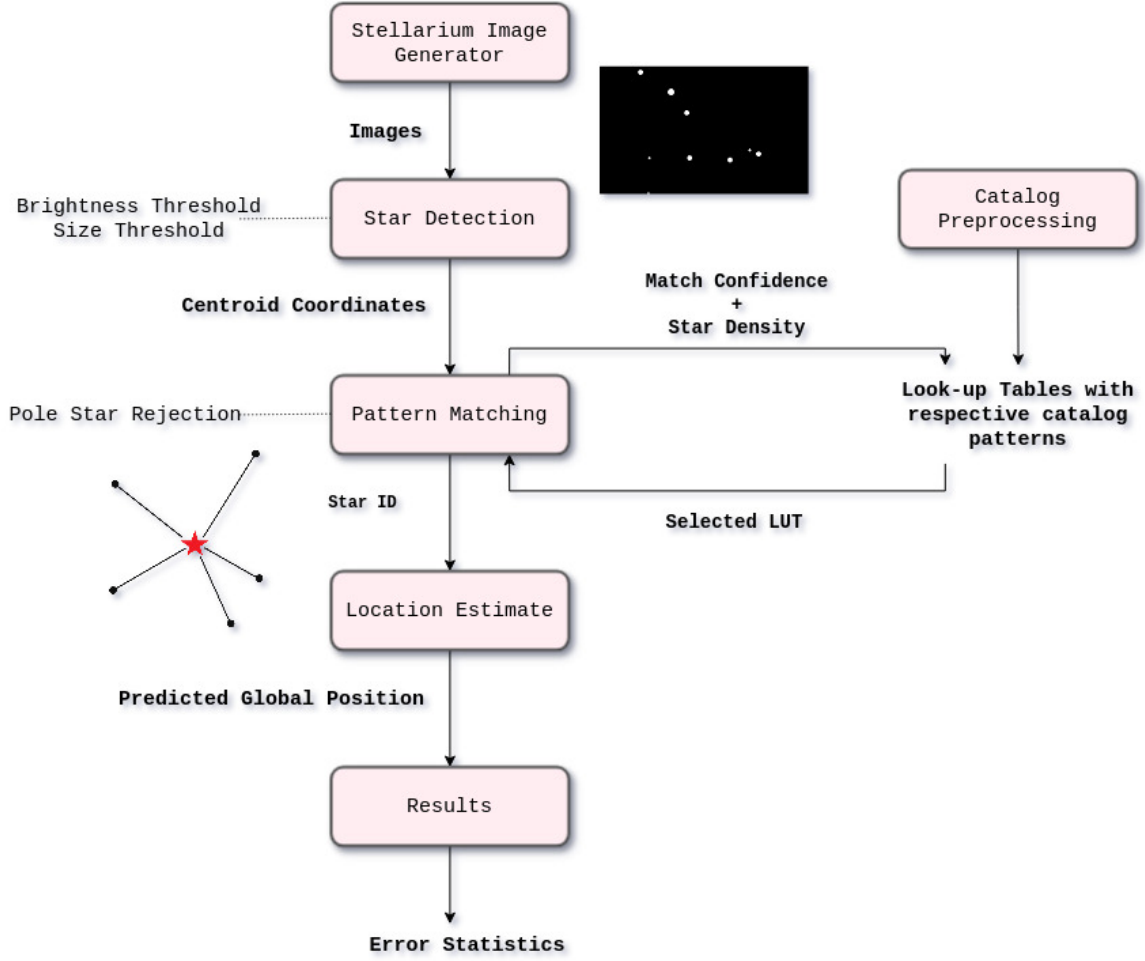 Stellarium Image
Generator
Images
Brightness Threshold
Size Threshold
Star Detection
Catalog
Preprocessing
Centroid Coordinates
Match Confidence
+
Star Density
Look-up Tables with
respective catalog
patterns
Pole Star Rejection
Pattern Matching
Star ID
Selected LUT
Location Estimate
Predicted Global Position
Results
Error Statistics